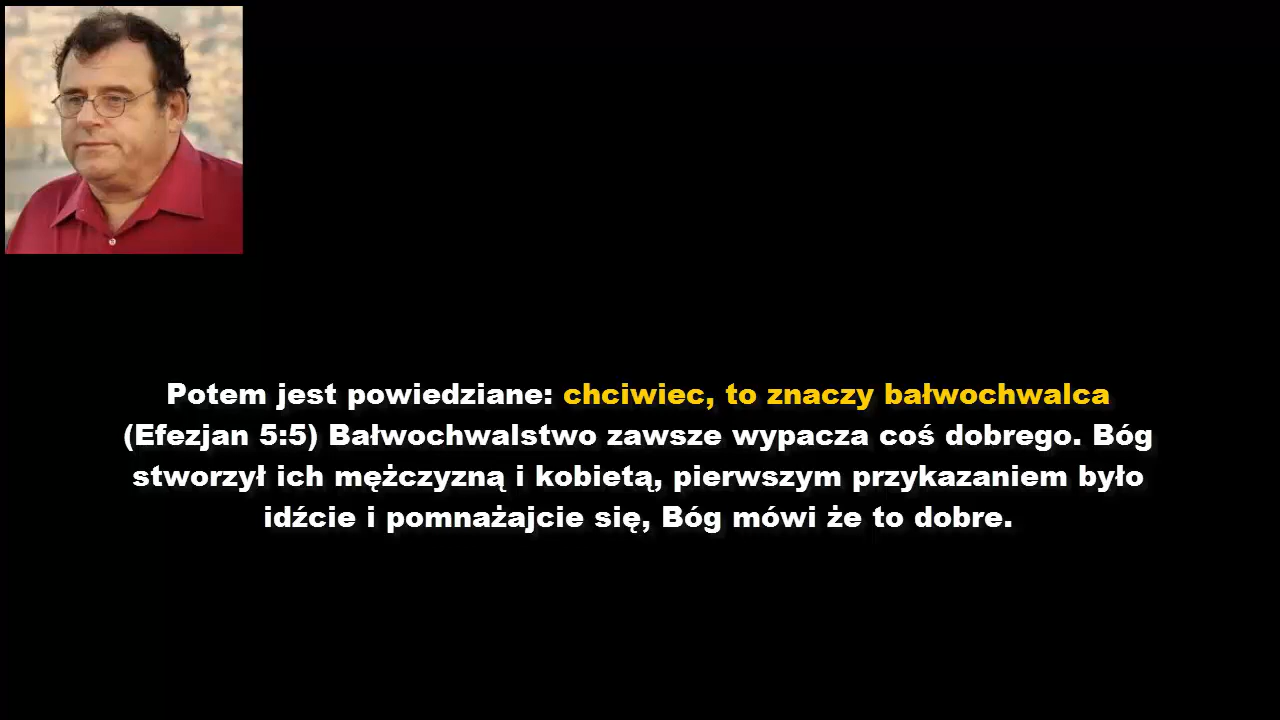 Potem jest powiedziane: chciwiec, to znaczy bałwochwalca
(Efezjan 5:5) Bałwochwalstwo zawsze wypacza coś dobrego. Bóg
stworzył ich mężczyzną i kobietą, pierwszym przykazaniem było
idźcie i pomnażajcie się, Bóg mówi że to dobre.